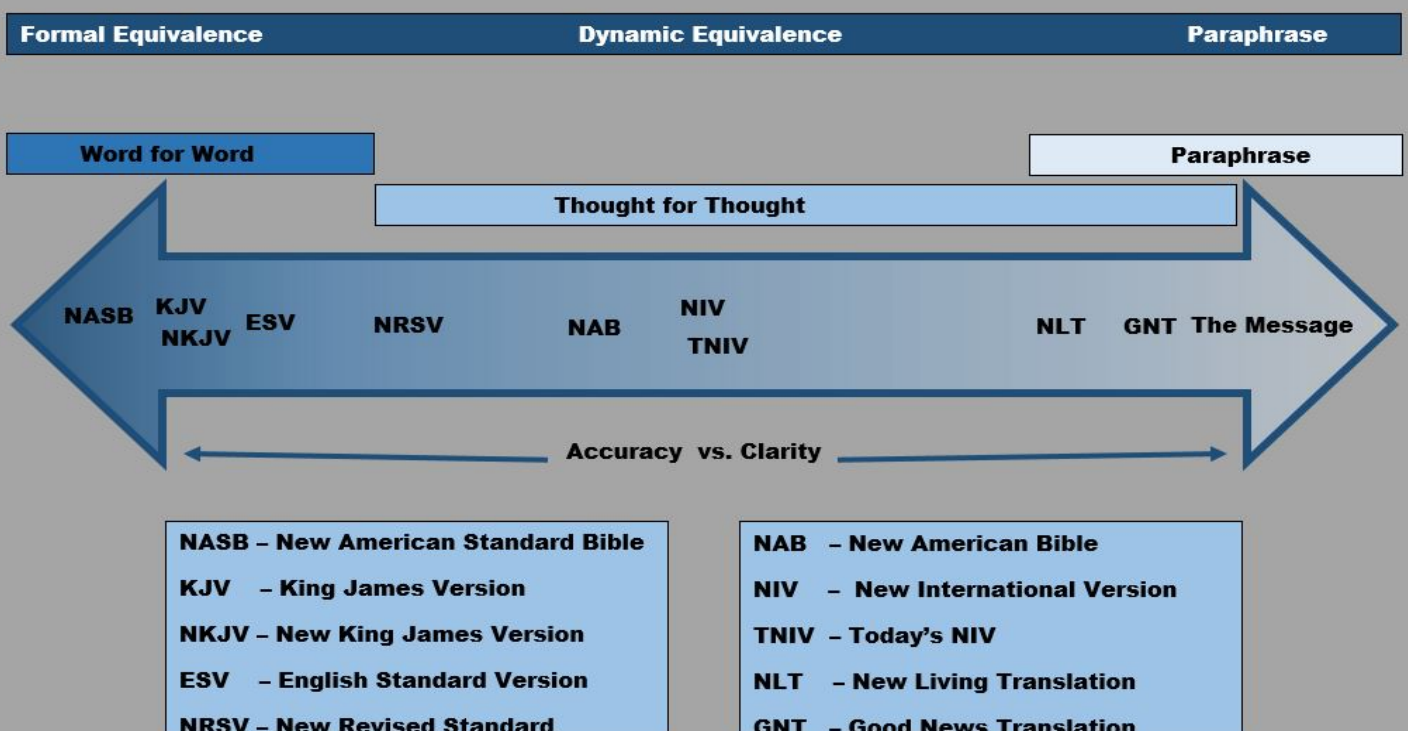 Formal Equivalence Dynamic Equivalence Paraphrase
Word for Word
Paraphrase
Thought for Thought
NASB KJV NKJV ESV NRSV NAB NIV TNIV NLT GNT The Message
Accuracy vs. Clarity
NASB – New American Standard Bible
KJV – King James Version
NKJV – New King James Version
ESV – English Standard Version
NRSV – New Revised Standard
NAB – New American Bible
NIV – New International Version
TNIV – Today's NIV
NLT – New Living Translation
GNT – Good News Translation